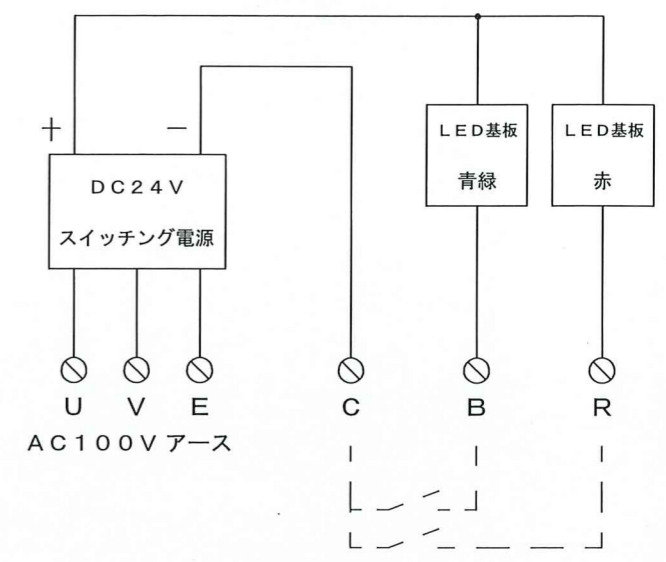 + −
LED基板 LED基板
DC24V
青緑 赤
スイッチング電源
U V E C B R
AC100V アース